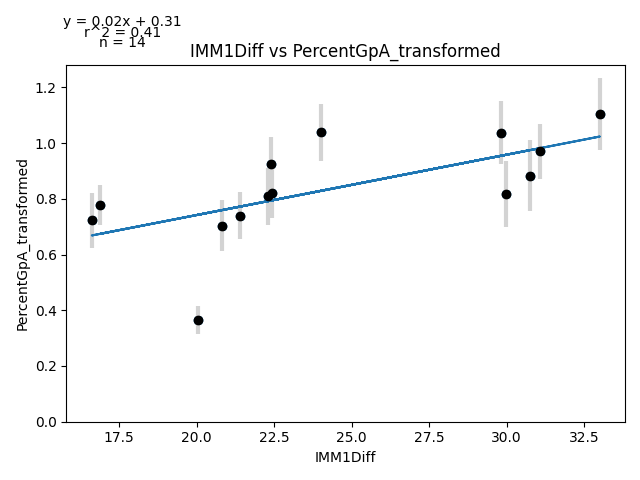 y = 0.02x + 0.31
r^2 = 0.41
n = 14
IMM1Diff vs PercentGpA_transformed
PercentGpA_transformed
1.2
1.0
0.8
0.6
0.4
0.2
0.0
17.5 20.0 22.5 25.0 27.5 30.0 32.5
IMM1Diff